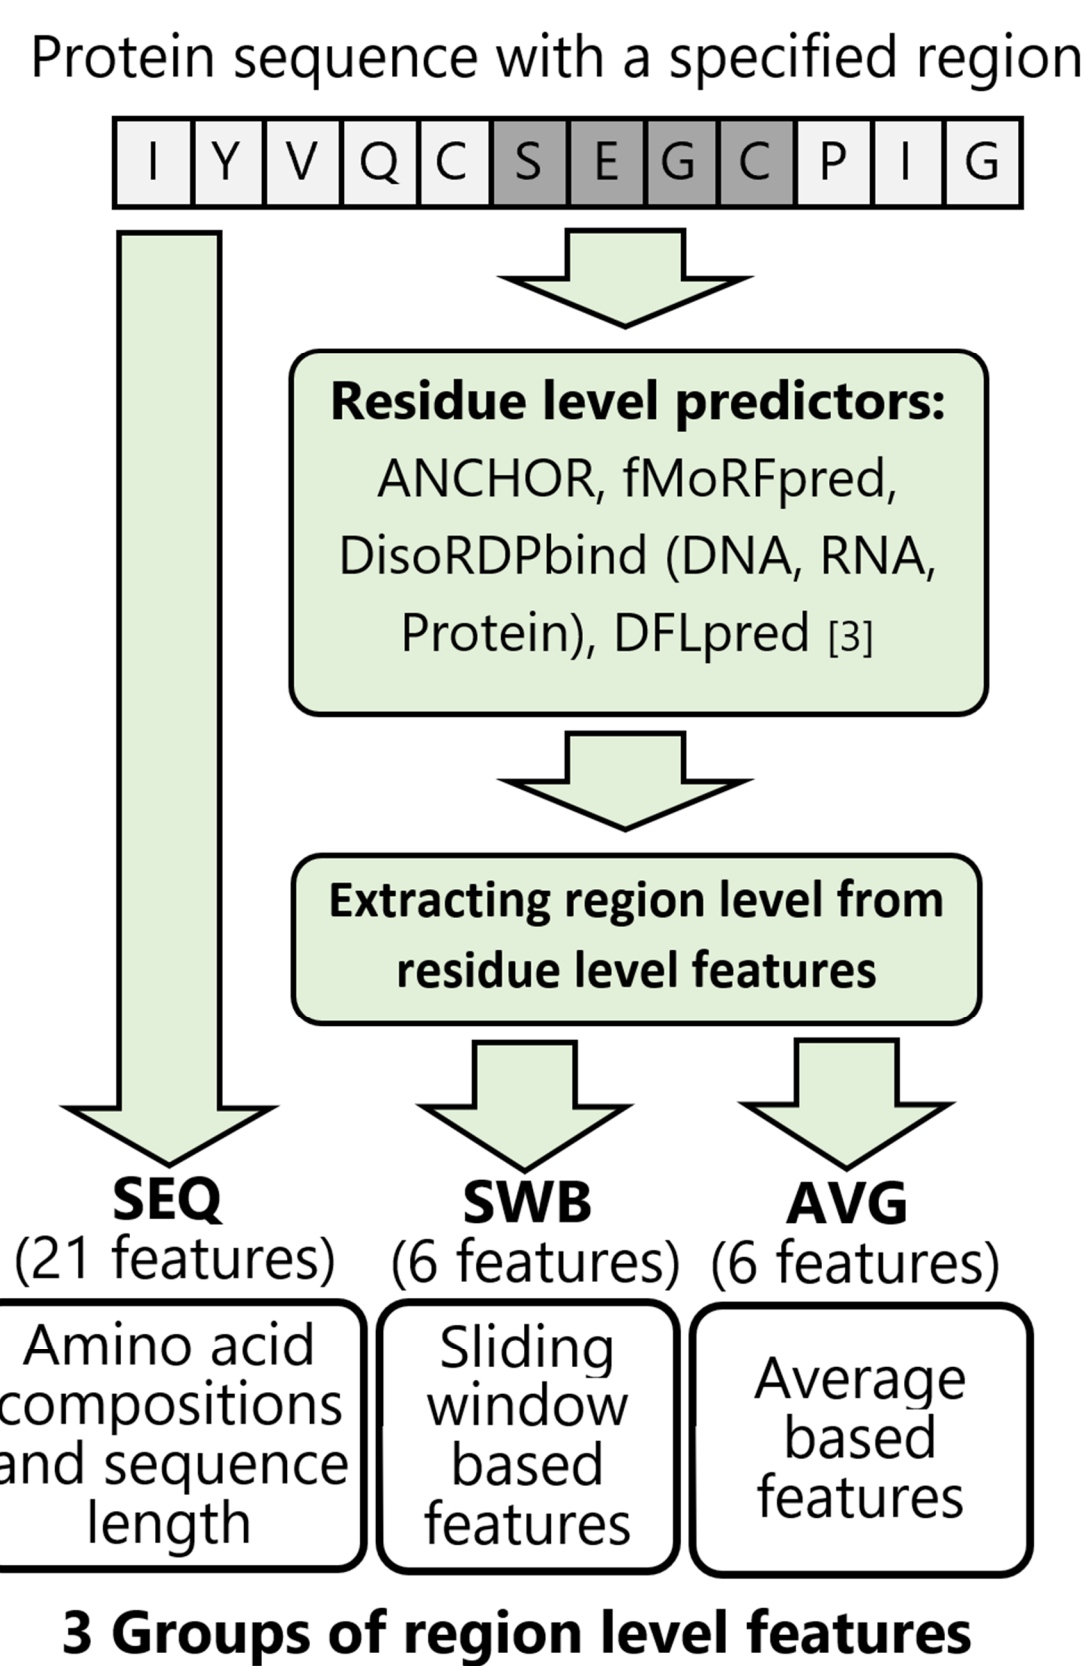 Protein sequence with a specified region
I Y V Q C S E G C P I G
Residue level predictors:
ANCHOR, fMoRFpred,
DisoRDPbind (DNA, RNA,
Protein), DFLpred [3]
Extracting region level from
residue level features
SEQ
(21 features)
Amino acid
compositions
and sequence
length
SWB
(6 features)
Sliding
window
based
features
AVG
(6 features)
Average
based
features
3 Groups of region level features